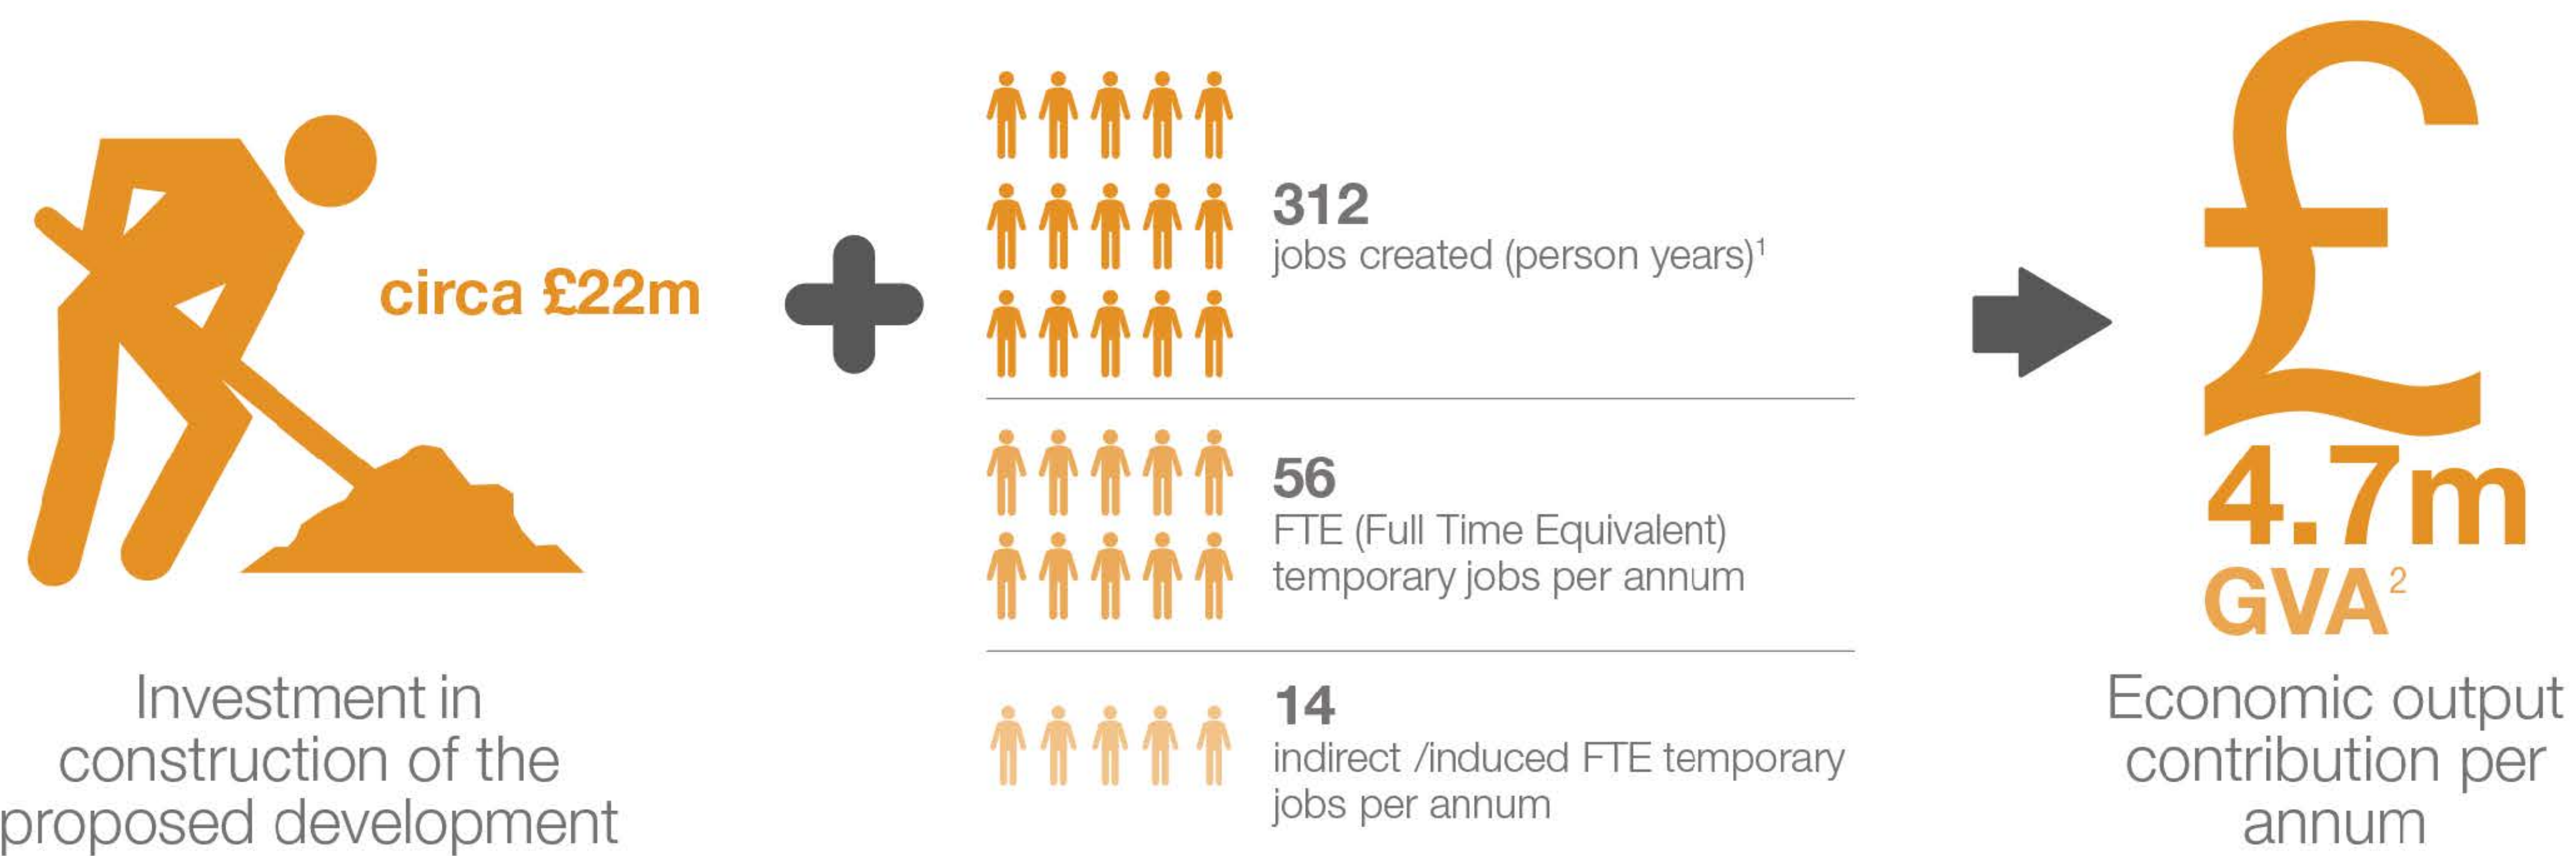 circa £22m
Investment in
construction of the
proposed development
312
jobs created (person years)¹
56
FTE (Full Time Equivalent)
temporary jobs per annum
14
indirect /induced FTE temporary
jobs per annum
£
4.7m
GVA²
Economic output
contribution per
annum